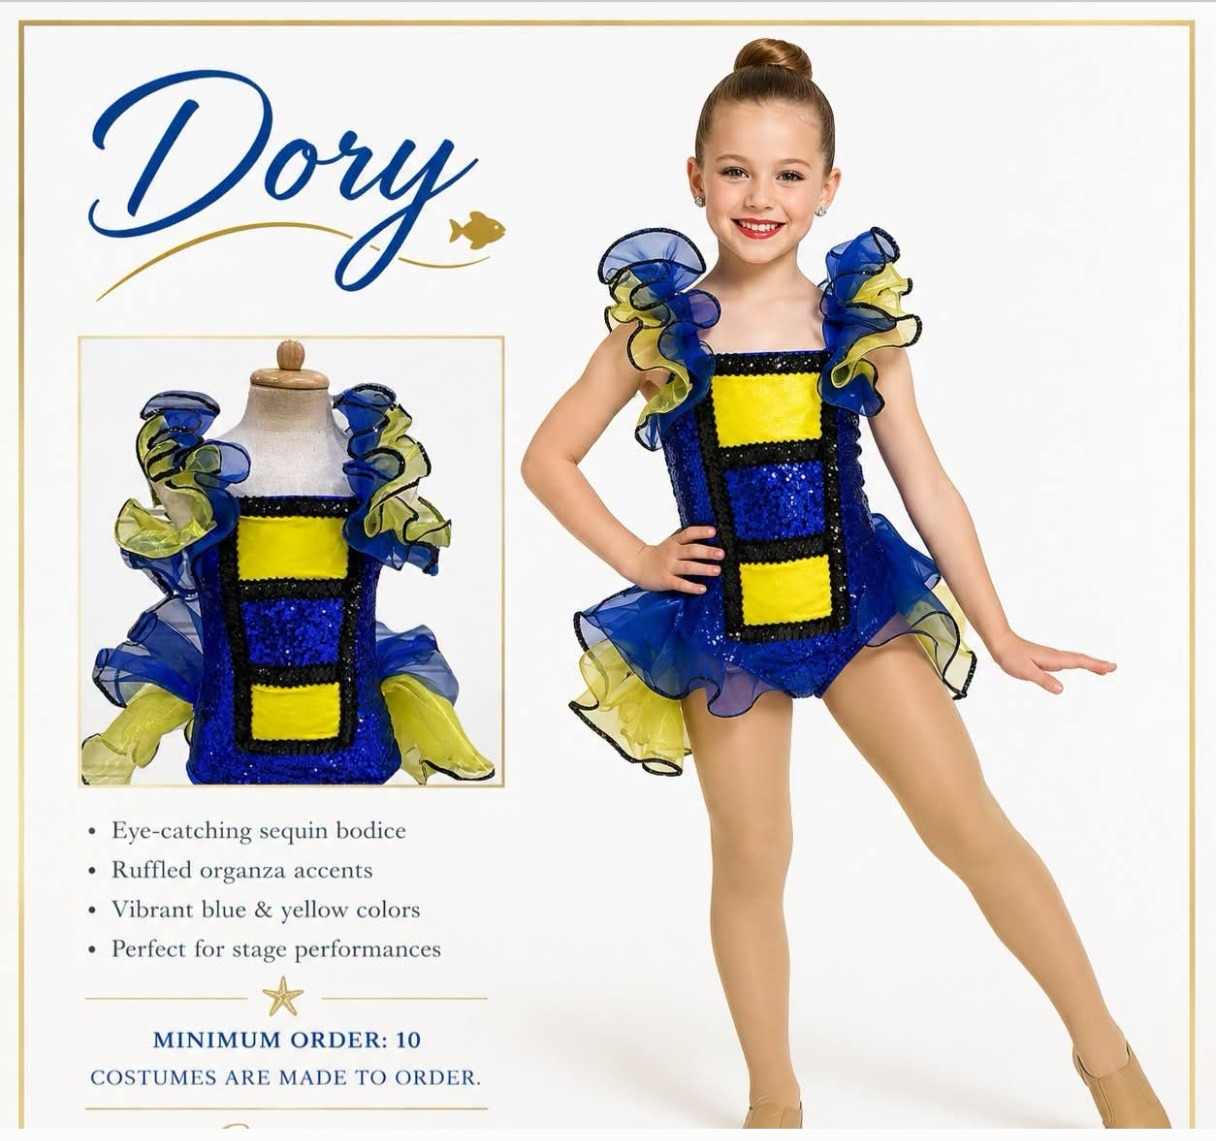 Dory
Eye-catching sequin bodice
Ruffled organza accents
Vibrant blue & yellow colors
Perfect for stage performances
MINIMUM ORDER: 10
COSTUMES ARE MADE TO ORDER.